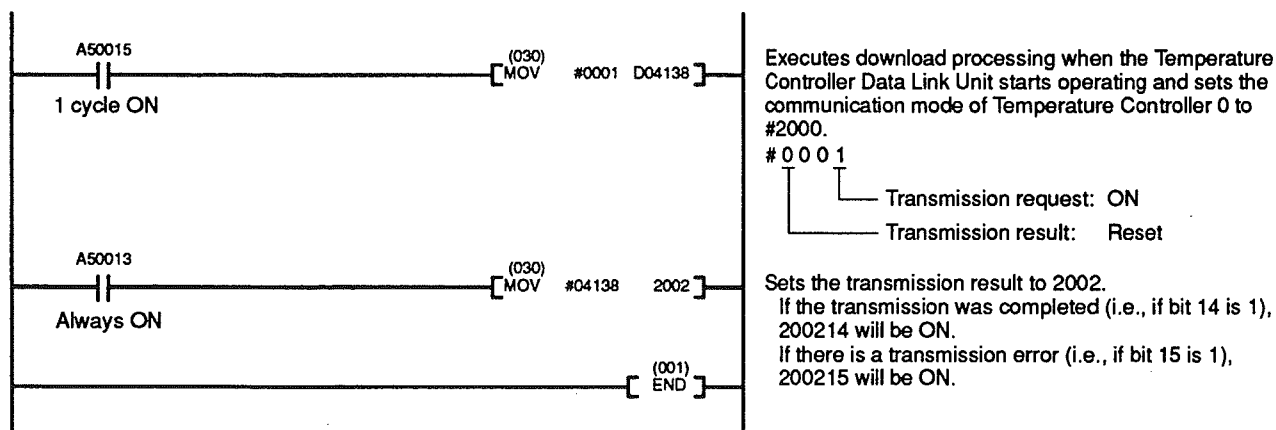 A50015
(030)
MOV #0001 D04138
1 cycle ON
Executes download processing when the Temperature
Controller Data Link Unit starts operating and sets the
communication mode of Temperature Controller 0 to
#2000.
#0001
Transmission request: ON
Transmission result: Reset
A50013
(030)
MOV #04138 2002
Always ON
Sets the transmission result to 2002.
If the transmission was completed (i.e., if bit 14 is 1),
200214 will be ON.
If there is a transmission error (i.e., if bit 15 is 1),
200215 will be ON.
(001)
END